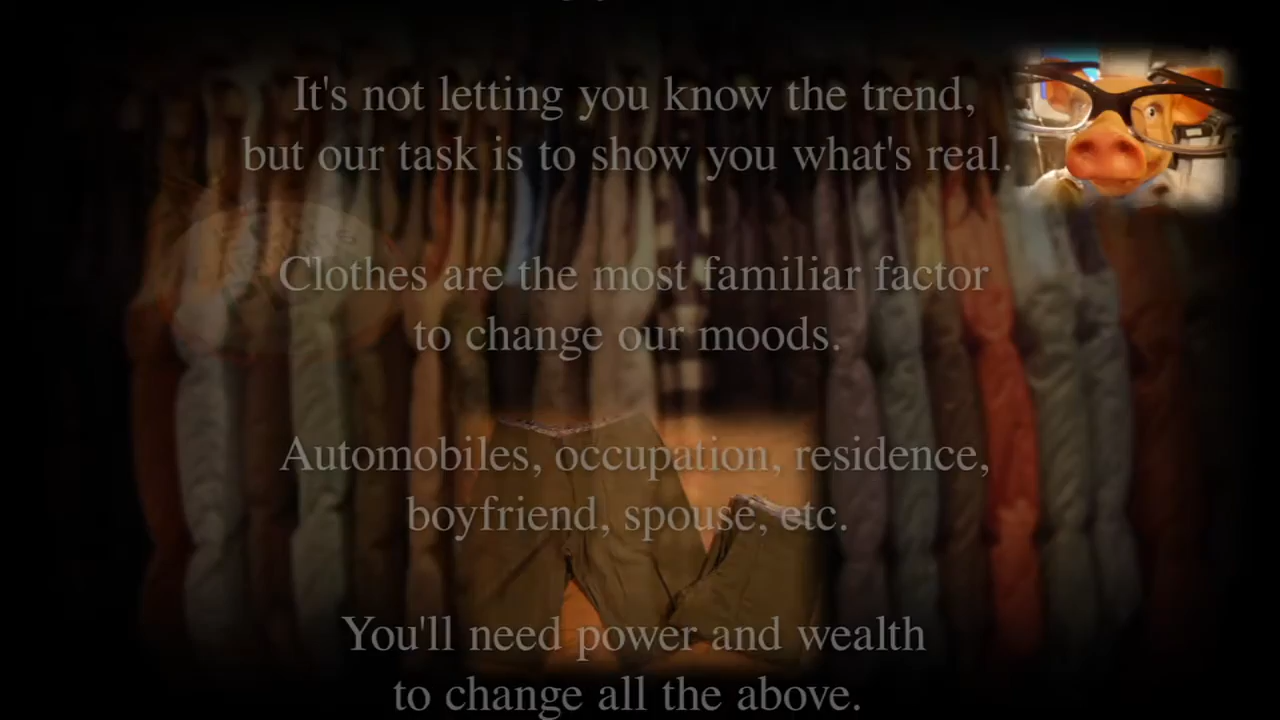 It's not letting you know the trend,
but our task is to show you what's real.
Clothes are the most familiar factor
to change our moods.
Automobiles, occupation, residence,
boyfriend, spouse, etc.
You'll need power and wealth
to change all the above.